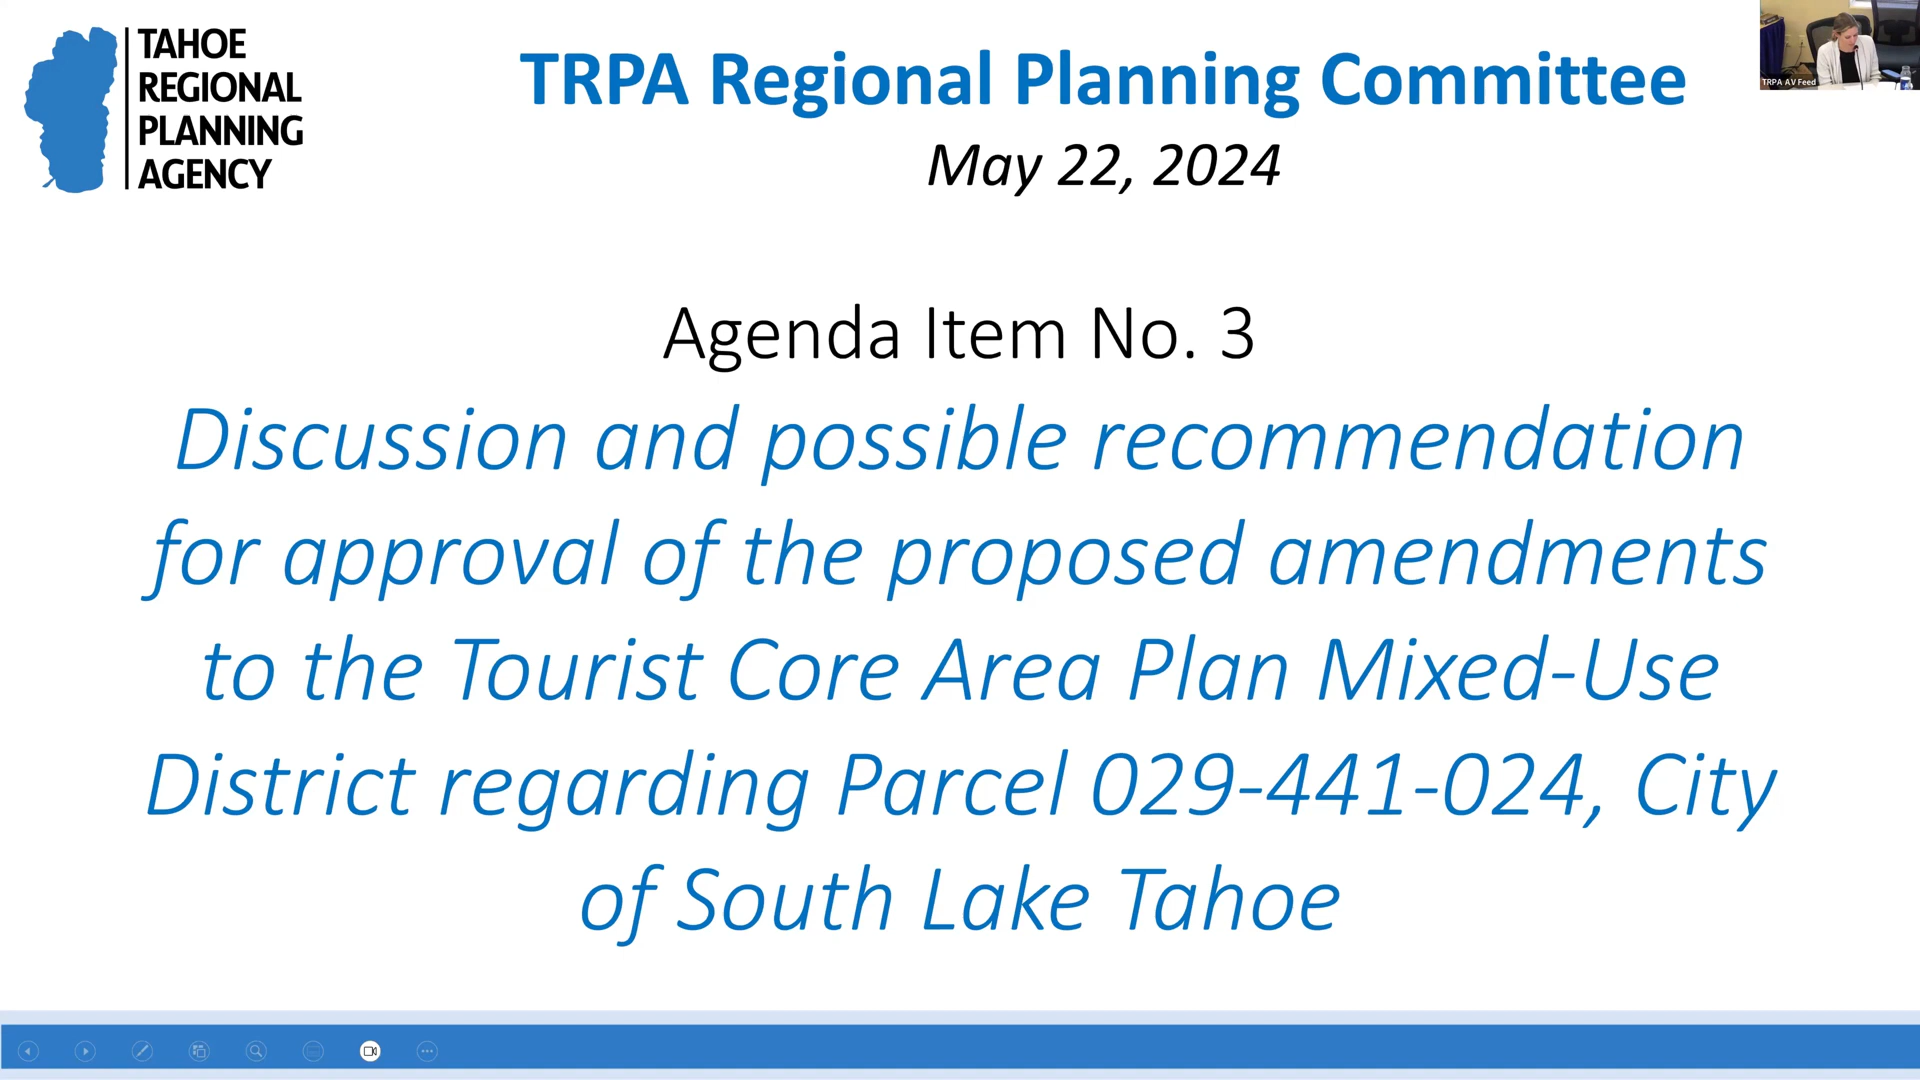 TAHOE
REGIONAL
PLANNING
AGENCY
TRPA Regional Planning Committee
May 22, 2024
TRPA AV Feed
Agenda Item No. 3
Discussion and possible recommendation
for approval of the proposed amendments
to the Tourist Core Area Plan Mixed-Use
District regarding Parcel 029-441-024, City
of South Lake Tahoe